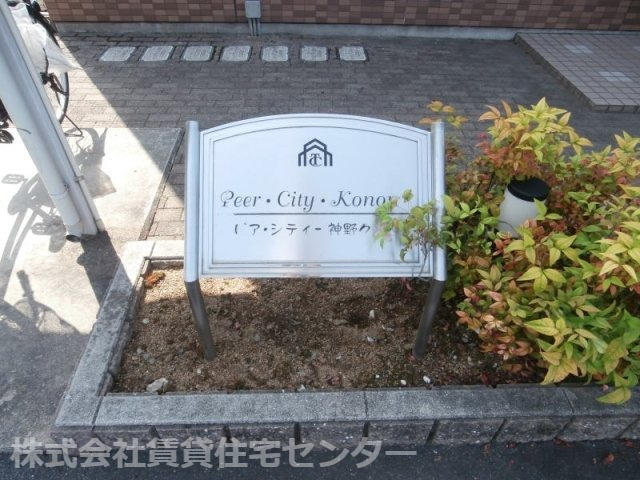 Peer・City・Konon
ピア・シティー神野
株式会社賃貸住宅センター